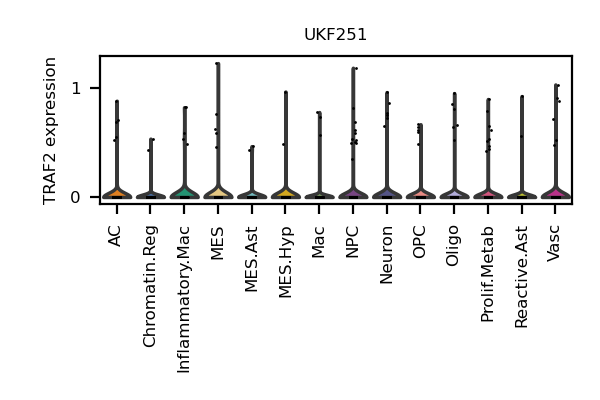 UKF251
TRAF2 expression
1
0
AC
Chromatin.Reg
Inflammatory.Mac
MES
MES.Ast
MES.Hyp
Mac
NPC
Neuron
OPC
Oligo
Prolif.Metab
Reactive.Ast
Vasc